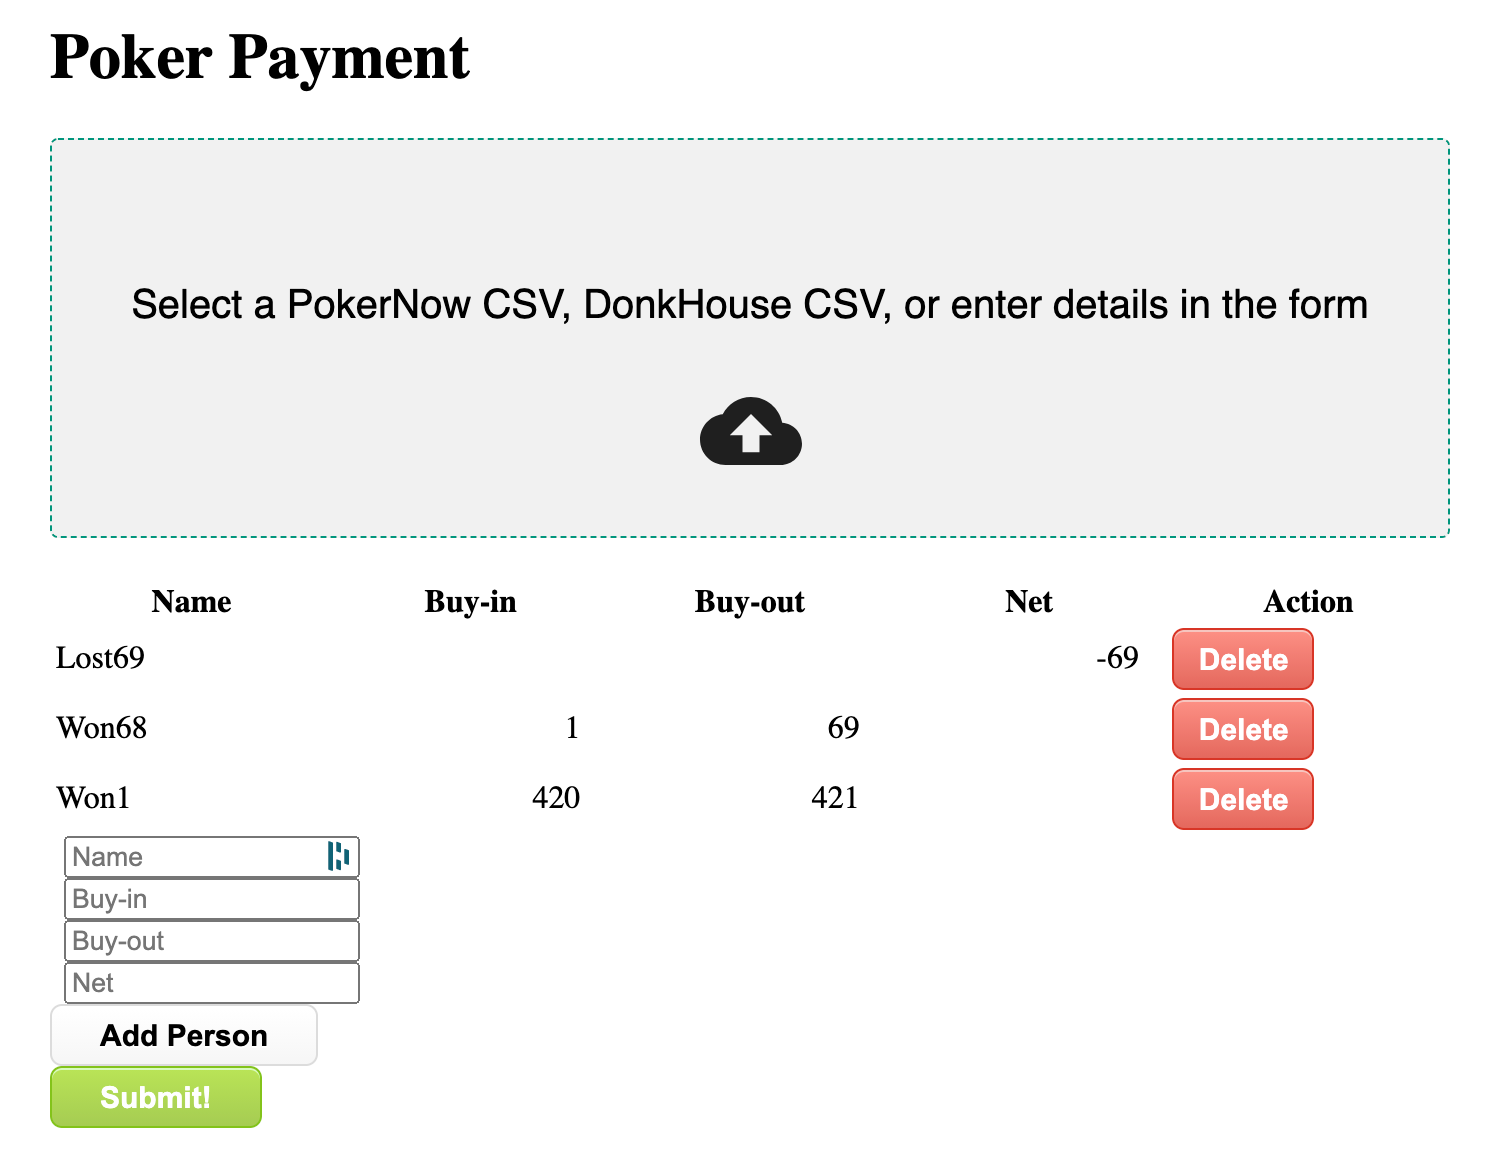 Poker Payment
Select a PokerNow CSV, DonkHouse CSV, or enter details in the form
Name Buy-in Buy-out Net Action
Lost69 -69 Delete
Won68 1 69 Delete
Won1 420 421 Delete
Name
Buy-in
Buy-out
Net
Add Person
Submit!